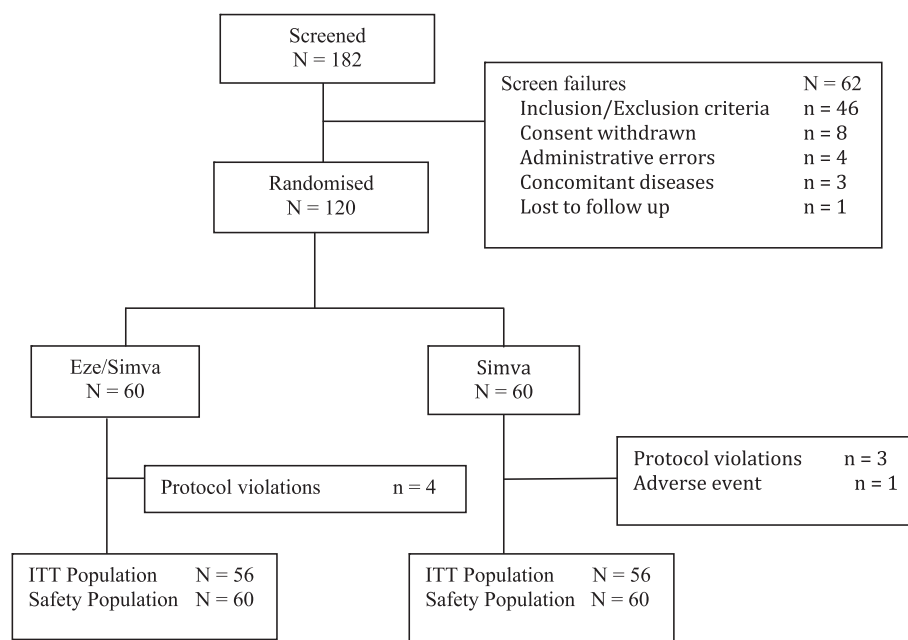 Screened
N = 182
Screen failures N = 62
Inclusion/Exclusion criteria n = 46
Consent withdrawn n = 8
Administrative errors n = 4
Concomitant diseases n = 3
Lost to follow up n = 1
Randomised
N = 120
Eze/Simva
N = 60
Simva
N = 60
Protocol violations n = 4
Protocol violations n = 3
Adverse event n = 1
ITT Population N = 56
Safety Population N = 60
ITT Population N = 56
Safety Population N = 60